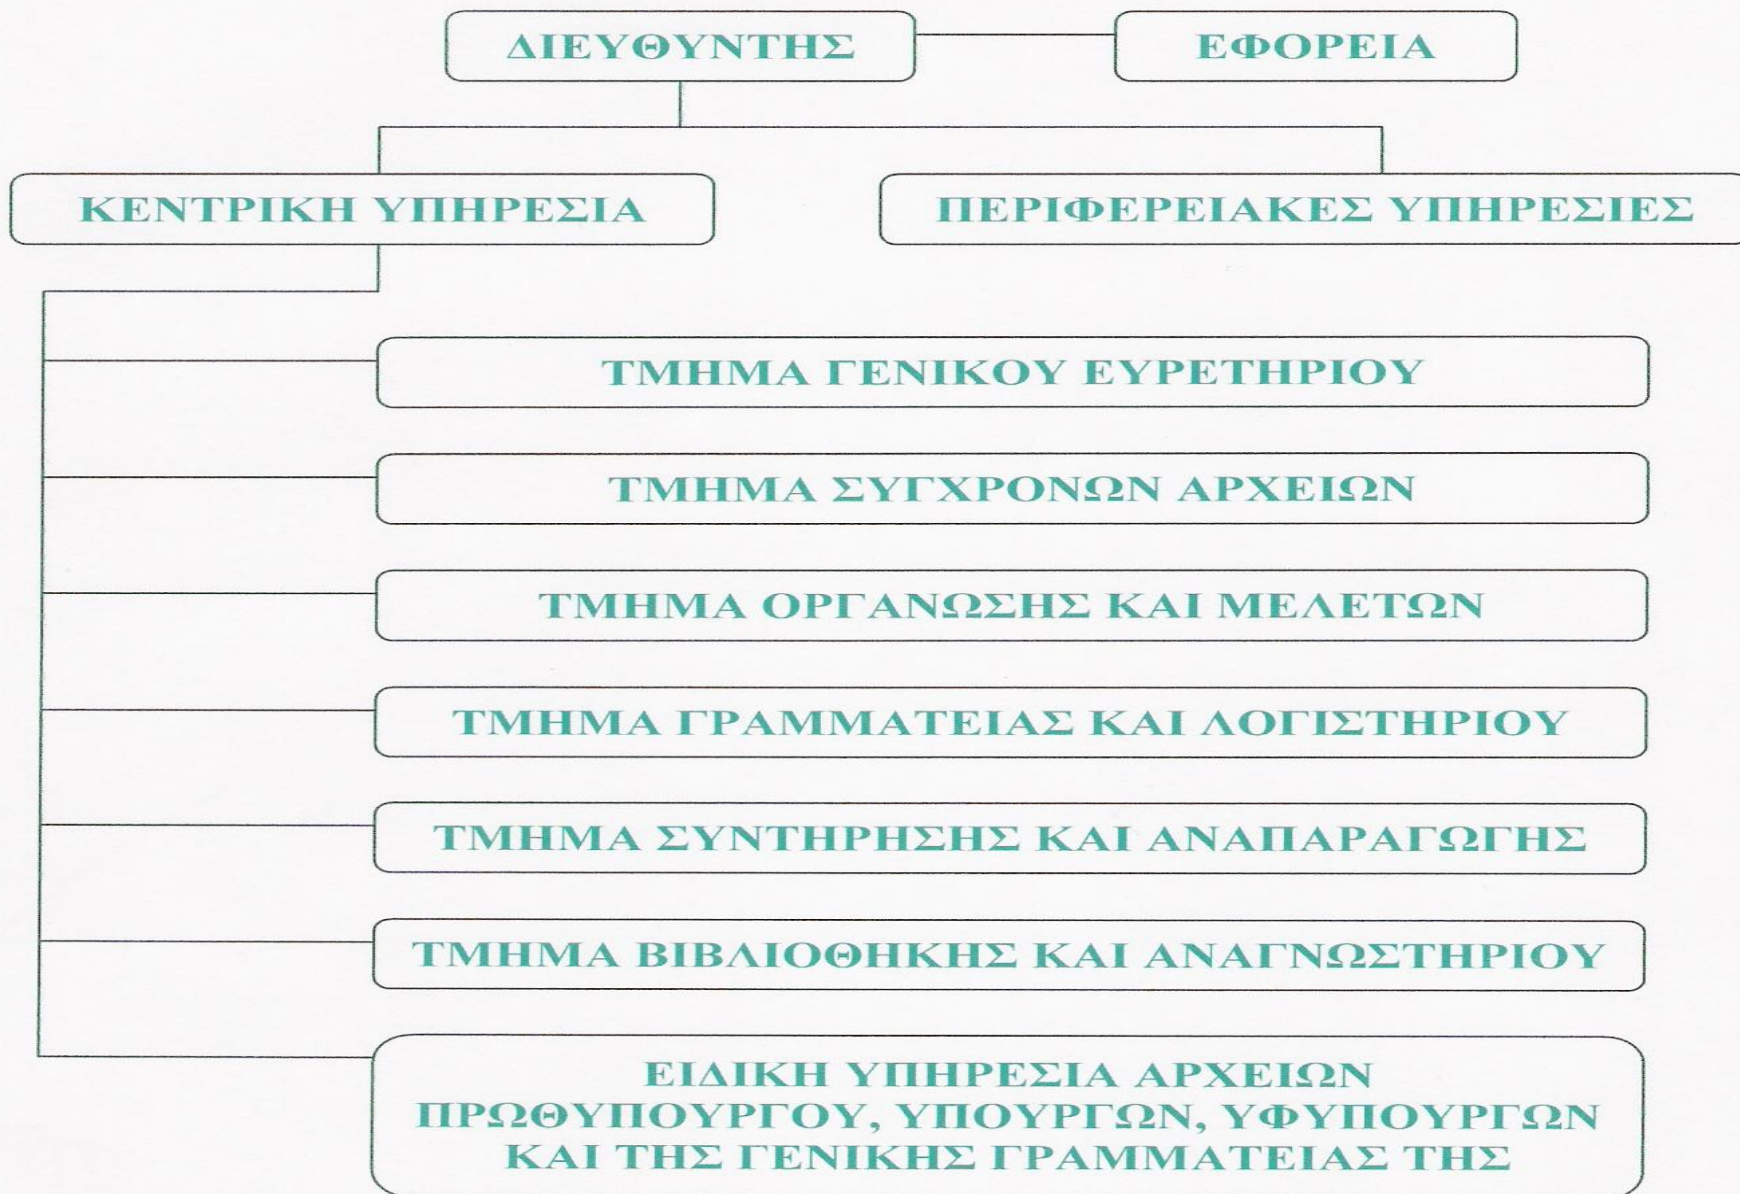 ΔΙΕΥΘΥΝΤΗΣ
ΕΦΟΡΕΙΑ
ΚΕΝΤΡΙΚΗ ΥΠΗΡΕΣΙΑ
ΠΕΡΙΦΕΡΕΙΑΚΕΣ ΥΠΗΡΕΣΙΕΣ
ΤΜΗΜΑ ΓΕΝΙΚΟΥ ΕΥΡΕΤΗΡΙΟΥ
ΤΜΗΜΑ ΣΥΓΧΡΟΝΩΝ ΑΡΧΕΙΩΝ
ΤΜΗΜΑ ΟΡΓΑΝΩΣΗΣ ΚΑΙ ΜΕΛΕΤΩΝ
ΤΜΗΜΑ ΓΡΑΜΜΑΤΕΙΑΣ ΚΑΙ ΛΟΓΙΣΤΗΡΙΟΥ
ΤΜΗΜΑ ΣΥΝΤΗΡΗΣΗΣ ΚΑΙ ΑΝΑΠΑΡΑΓΩΓΗΣ
ΤΜΗΜΑ ΒΙΒΛΙΟΘΗΚΗΣ ΚΑΙ ΑΝΑΓΝΩΣΤΗΡΙΟΥ
ΕΙΔΙΚΗ ΥΠΗΡΕΣΙΑ ΑΡΧΕΙΩΝ
ΠΡΩΘΥΠΟΥΡΓΟΥ, ΥΠΟΥΡΓΩΝ, ΥΦΥΠΟΥΡΓΩΝ
ΚΑΙ ΤΗΣ ΓΕΝΙΚΗΣ ΓΡΑΜΜΑΤΕΙΑΣ ΤΗΣ